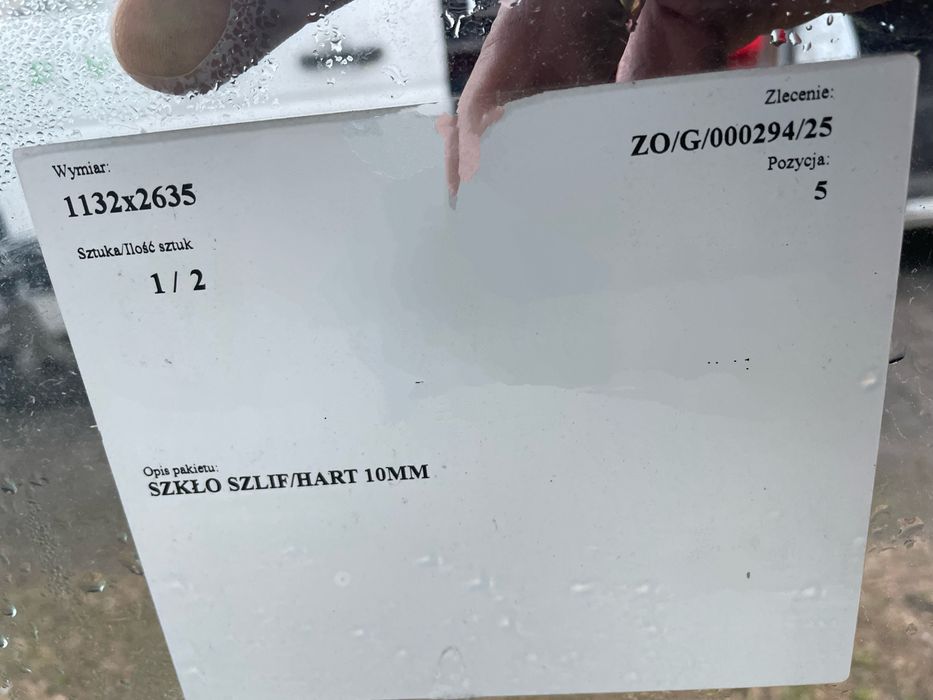 Wymiar:
1132x2635
Sztuka/Ilość sztuk
1 / 2
Zlecenie:
ZO/G/000294/25
Pozycja:
5
Opis pakietu:
SZKŁO SZLIF/HART 10MM